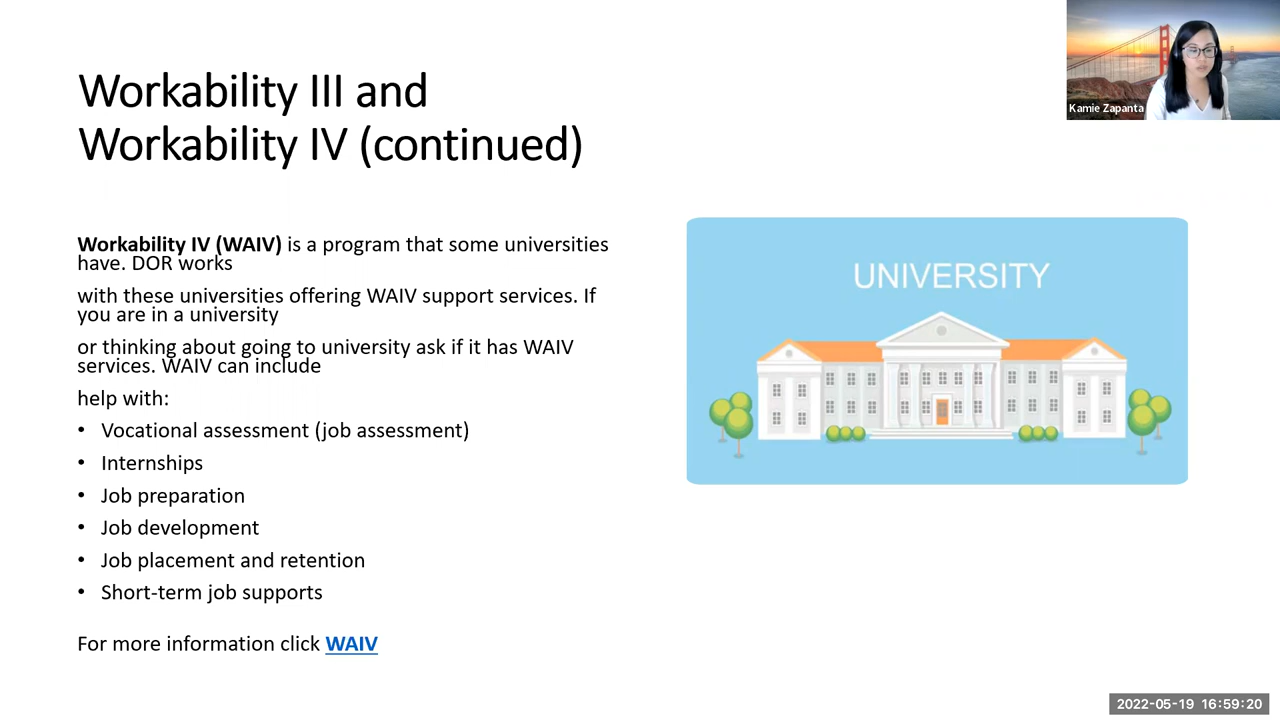 Workability III and
Workability IV (continued)
Kamie Zapanta
Workability IV (WAIV) is a program that some universities
have. DOR works
with these universities offering WAIV support services. If
you are in a university
or thinking about going to university ask if it has WAIV
services. WAIV can include
help with:
• Vocational assessment (job assessment)
• Internships
• Job preparation
• Job development
• Job placement and retention
• Short-term job supports
For more information click WAIV
UNIVERSITY
2022-05-19 16:59:20